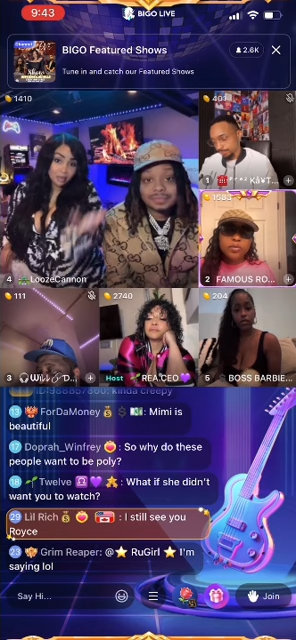 9:43
BIGO LIVE
BIGO Featured Shows
2.6K
Tune in and catch our Featured Shows
1410
401
1
4 LoozeCannon
1583
2 FAMOUS RO...
111
2740
204
3
Host REA.CEO
5 BOSS BARBIE...
kinda creepy
13 ForDaMoney : Mimi is
beautiful
17 Doprah_Winfrey : So why do these
people want to be poly?
18 Twelve : What if she didn't
want you to watch?
29 Lil Rich : I still see you
Royce
23 Grim Reaper: @ RuGirl I'm
saying lol
Say Hi...
Join